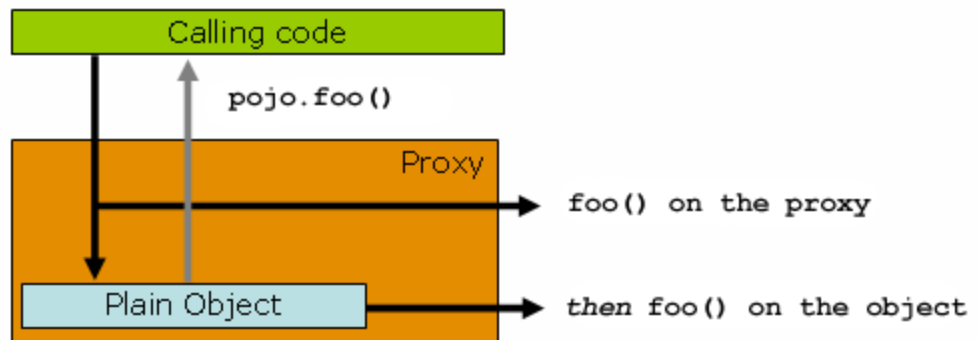 Calling code
pojo.foo()
Proxy
foo() on the proxy
Plain Object
then foo() on the object